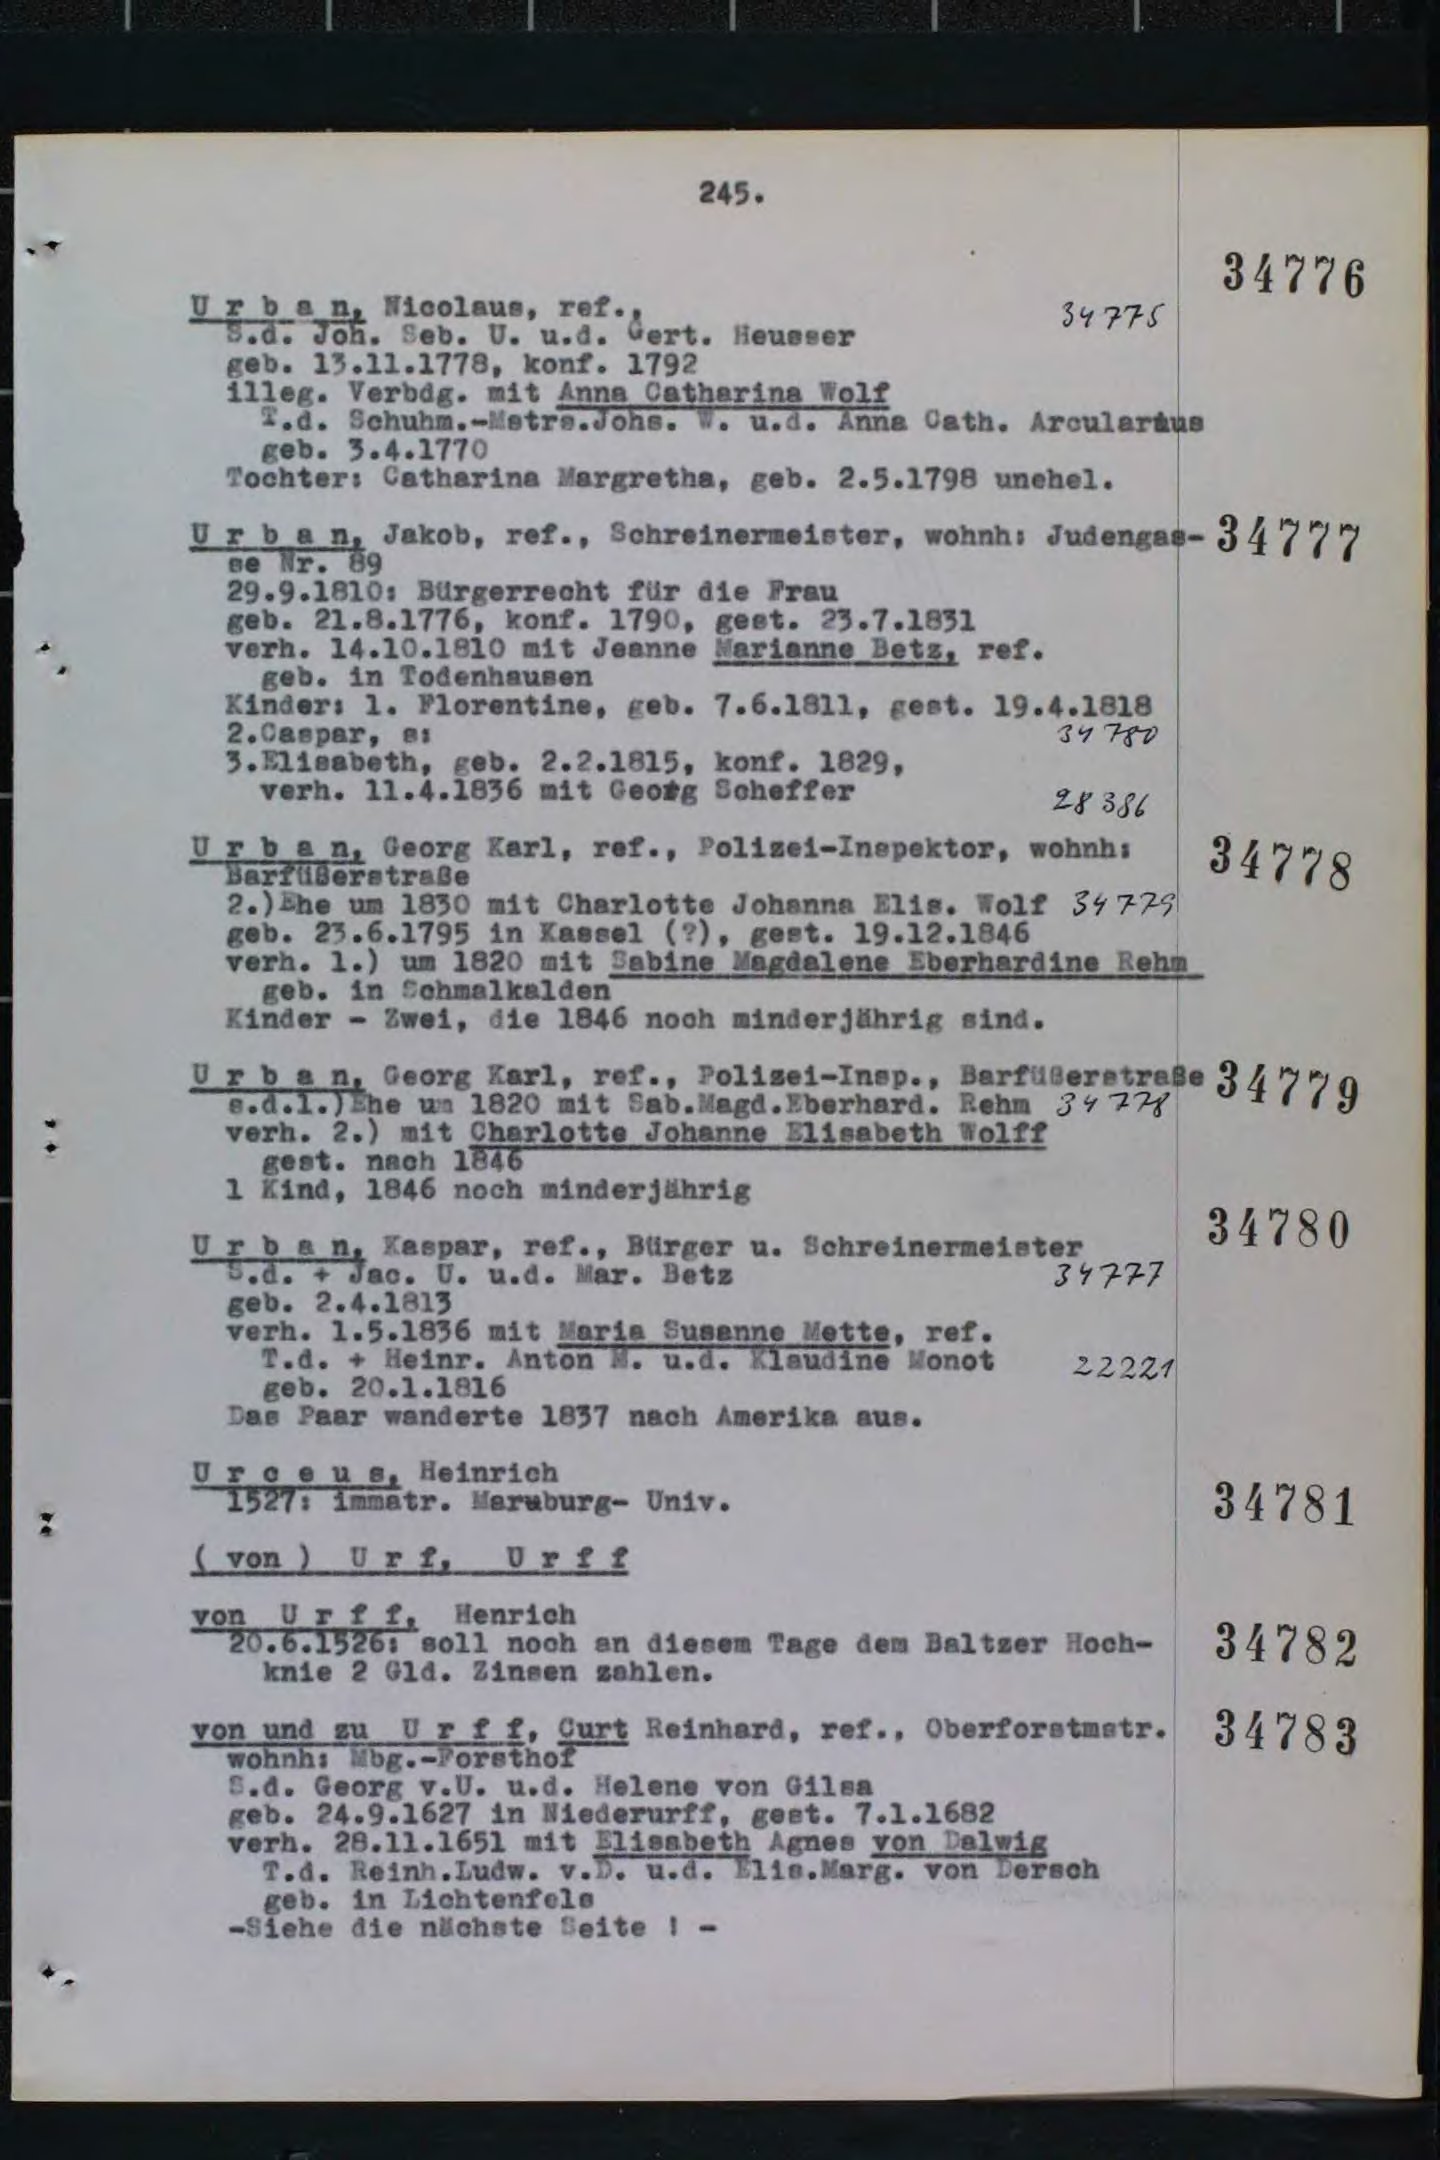 245.
34776
U r b a n, Nicolaus, ref.,
34775
S.d. Joh. Seb. U. u.d. Gert. Heusser
geb. 13.11.1778, konf. 1792
illeg. Verbdg. mit Anna Catharina Wolf
T.d. Schuhm.-Mstrs.Johs. W. u.d. Anna Cath. Arcularius
geb. 3.4.1770
Tochter: Catharina Margretha, geb. 2.5.1798 unehel.
U r b a n, Jakob, ref., Schreinermeister, wohnh: Judengas- 34777
se Nr. 89
29.9.1810: Bürgerrecht für die Frau
geb. 21.8.1776, konf. 1790, gest. 23.7.1831
verh. 14.10.1810 mit Jeanne Marianne Betz, ref.
geb. in Todenhausen
Kinder: 1. Florentine, geb. 7.6.1811, gest. 19.4.1818
2.Caspar, s: 34780
3.Elisabeth, geb. 2.2.1815, konf. 1829,
verh. 11.4.1836 mit Georg Scheffer 28386
U r b a n, Georg Karl, ref., Polizei-Inspektor, wohnh: 34778
Barfüßerstraße
2.)Ehe um 1830 mit Charlotte Johanna Elis. Wolf 34779
geb. 23.6.1795 in Kassel (?), gest. 19.12.1846
verh. 1.) um 1820 mit Sabine Magdalene Eberhardine Rehm
geb. in Schmalkalden
Kinder - Zwei, die 1846 noch minderjährig sind.
U r b a n, Georg Karl, ref., Polizei-Insp., Barfüßerstraße 34779
s.d.1.)Ehe um 1820 mit Sab.Magd.Eberhard. Rehm 34778
verh. 2.) mit Charlotte Johanne Elisabeth Wolff
gest. nach 1846
1 Kind, 1846 noch minderjährig
34780
U r b a n, Kaspar, ref., Bürger u. Schreinermeister
S.d. + Jac. U. u.d. Mar. Betz 34777
geb. 2.4.1813
verh. 1.5.1836 mit Maria Susanne Mette, ref.
T.d. + Heinr. Anton M. u.d. Klaudine Monot 22221
geb. 20.1.1816
Das Paar wanderte 1837 nach Amerika aus.
U r c e u s, Heinrich
1527: immatr. Maruburg- Univ. 34781
( von ) U r f, U r f f
von U r f f, Henrich
20.6.1526: soll noch an diesem Tage dem Baltzer Hoch- 34782
knie 2 Gld. Zinsen zahlen.
von und zu U r f f, Curt Reinhard, ref., Oberforstmstr. 34783
wohnh: Mbg.-Forsthof
S.d. Georg v.U. u.d. Helene von Gilsa
geb. 24.9.1627 in Niederurff, gest. 7.1.1682
verh. 28.11.1651 mit Elisabeth Agnes von Dalwig
T.d. Reinh.Ludw. v.D. u.d. Elis.Marg. von Dersch
geb. in Lichtenfels
-Siehe die nächste Seite ! -